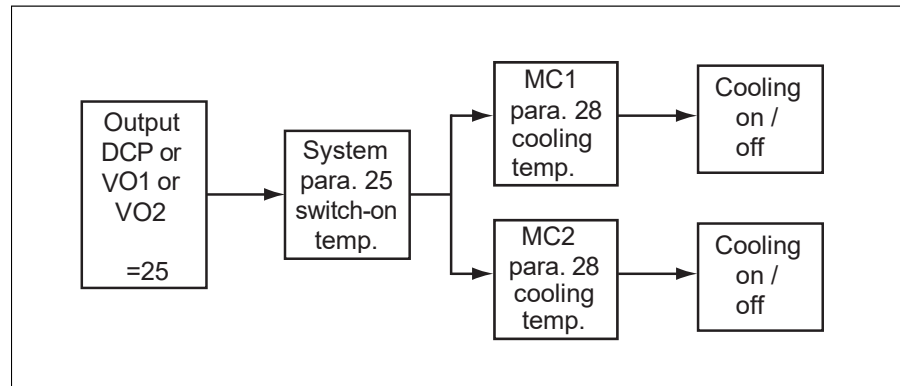 Output
DCP or
VO1 or
VO2
=25
System
para. 25
switch-on
temp.
MC1
para. 28
cooling
temp.
Cooling
on /
off
MC2
para. 28
cooling
temp.
Cooling
on /
off